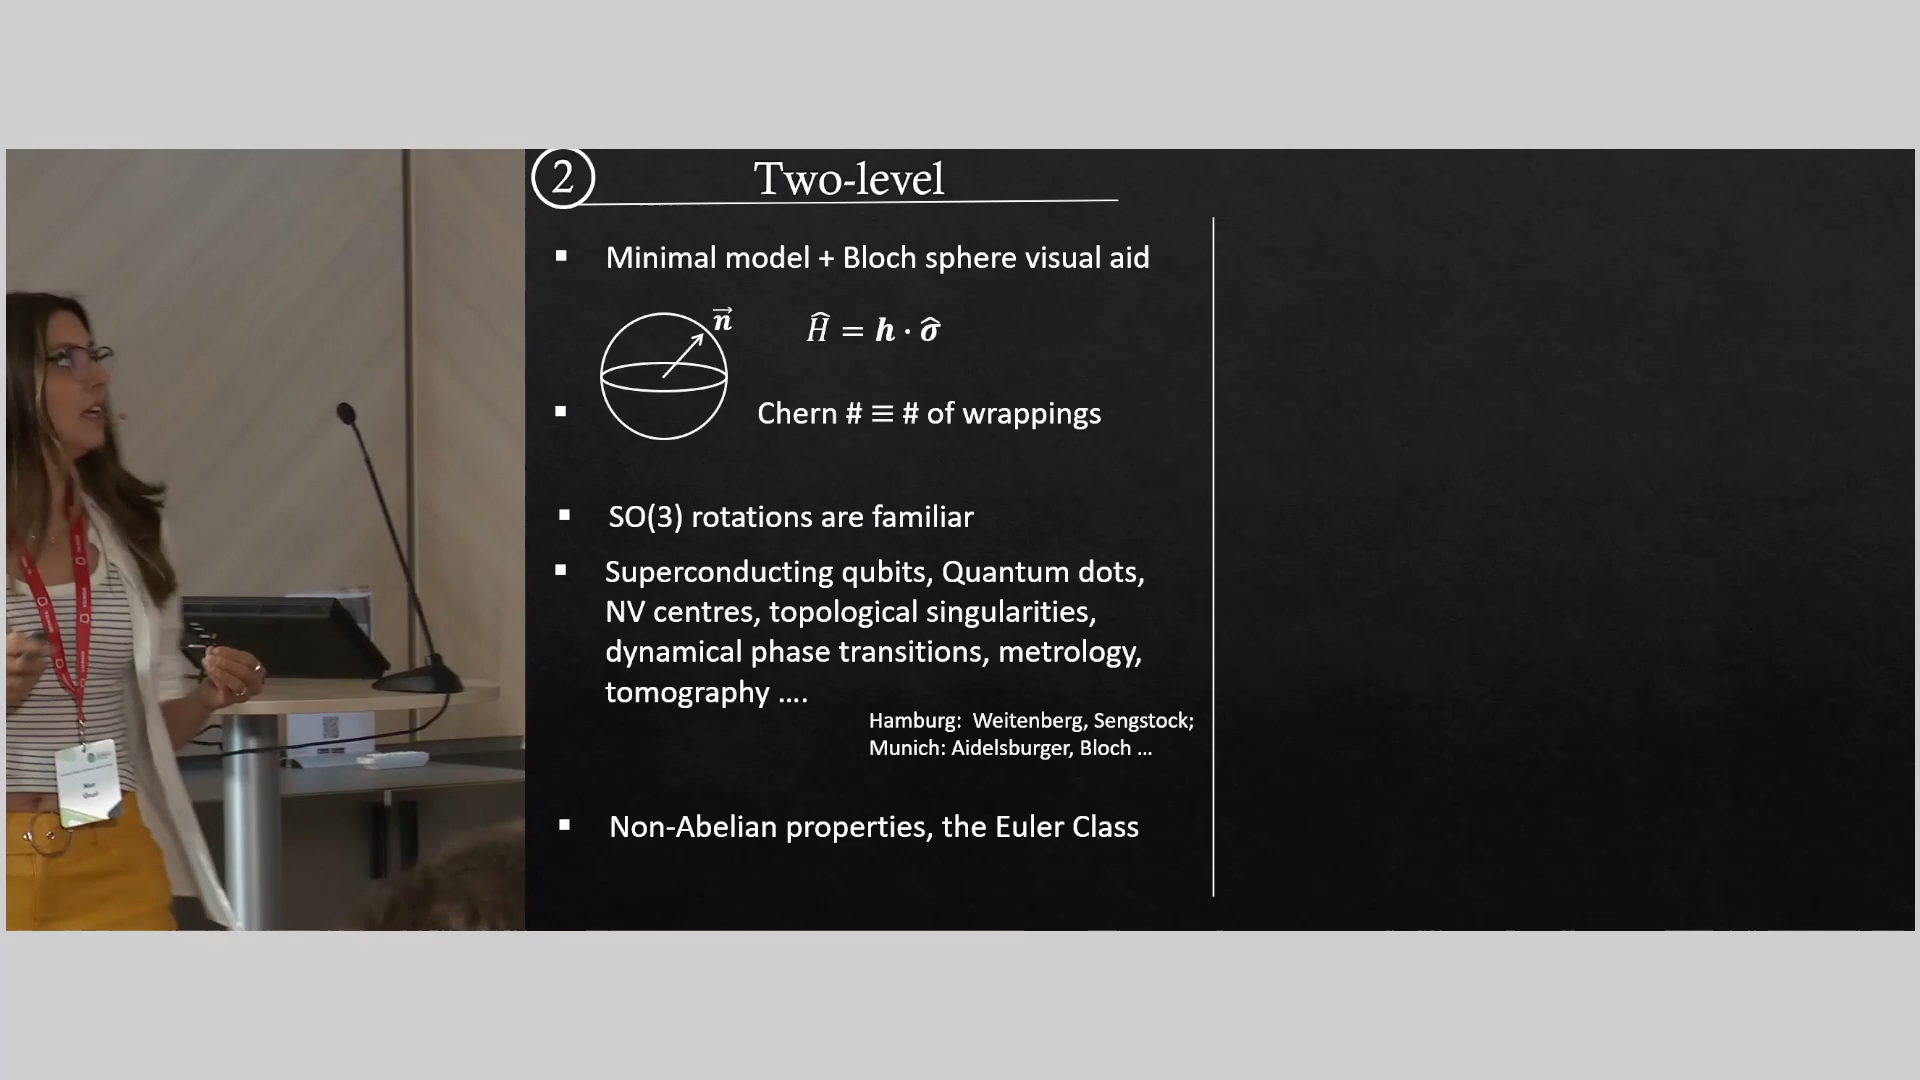 2
Two-level
▪ Minimal model + Bloch sphere visual aid
n⃗
Ĥ = h · σ̂
▪ Chern # ≡ # of wrappings
▪ SO(3) rotations are familiar
▪ Superconducting qubits, Quantum dots,
NV centres, topological singularities,
dynamical phase transitions, metrology,
tomography ....
Hamburg: Weitenberg, Sengstock;
Munich: Aidelsburger, Bloch ...
▪ Non-Abelian properties, the Euler Class